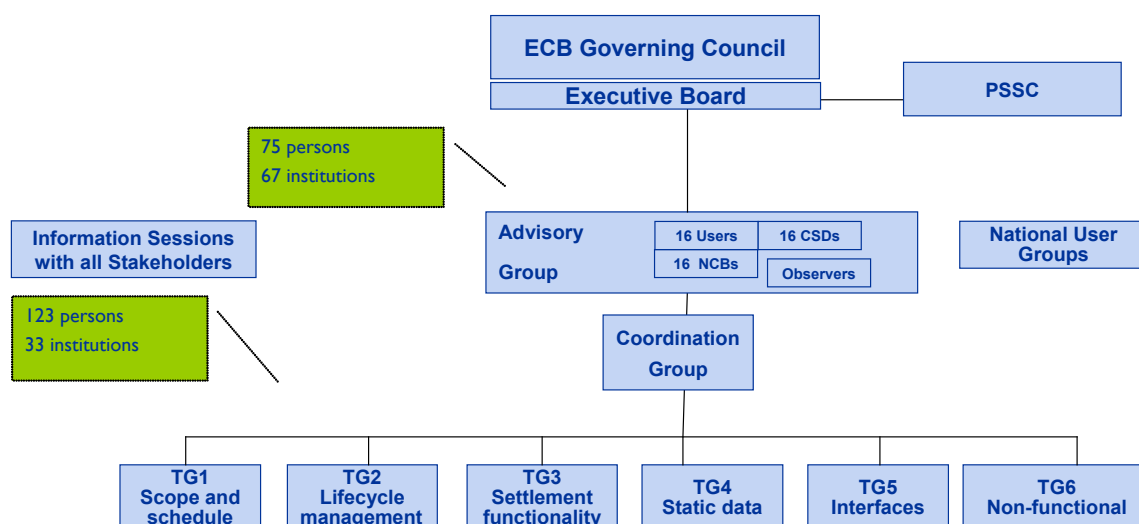 ECB Governing Council
Executive Board
PSSC
75 persons
67 institutions
Information Sessions
with all Stakeholders
Advisory
Group
16 Users
16 CSDs
16 NCBs
Observers
National User
Groups
123 persons
33 institutions
Coordination
Group
TG1
Scope and
schedule
TG2
Lifecycle
management
TG3
Settlement
functionality
TG4
Static data
TG5
Interfaces
TG6
Non-functional